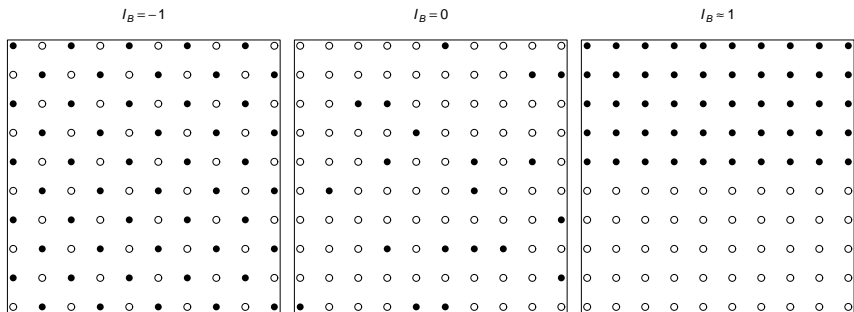 I_B = −1
I_B = 0
I_B ≃ 1